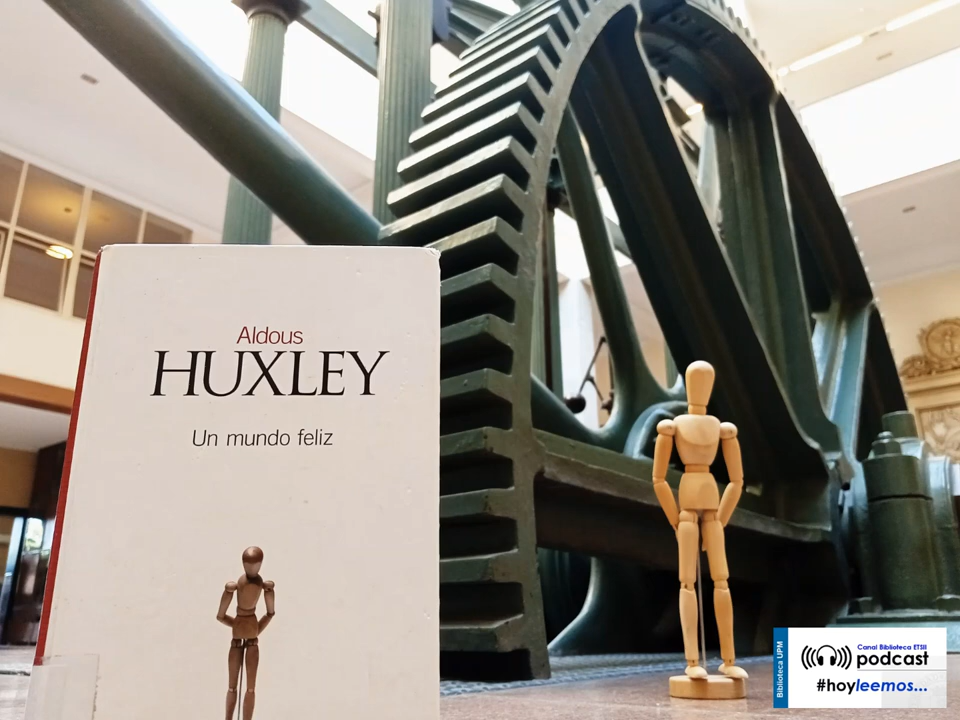 Aldous
HUXLEY
Un mundo feliz
Biblioteca UPM
Canal Biblioteca ETSII
podcast
#hoyleemos...